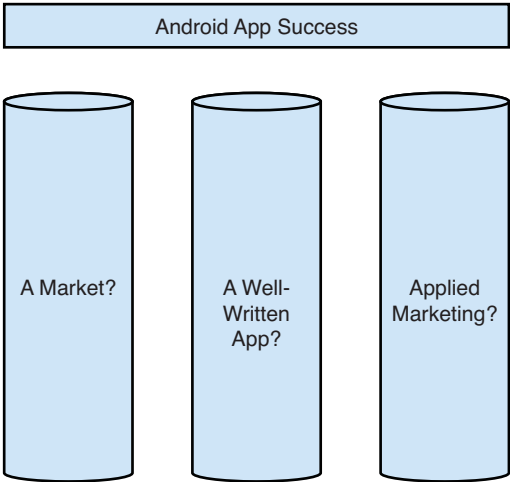 Android App Success
A Market?
A Well-
Written
App?
Applied
Marketing?